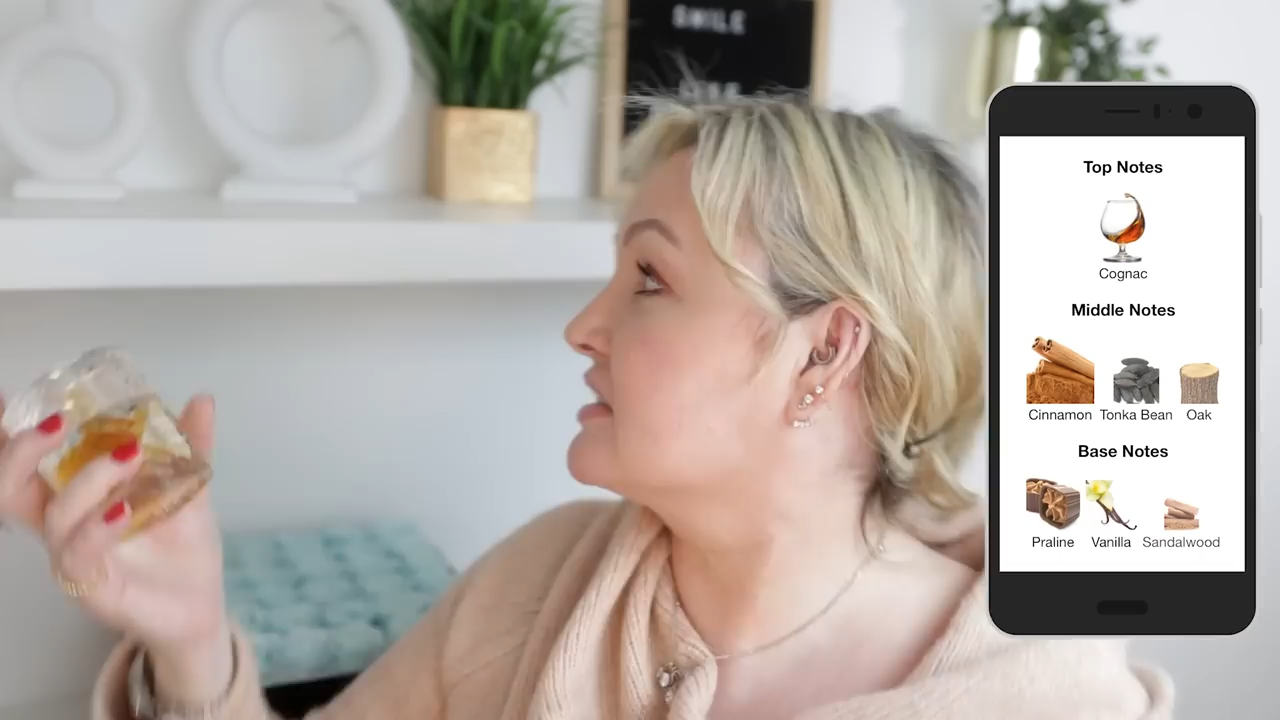 SMILE
Top Notes
Cognac
Middle Notes
Cinnamon Tonka Bean Oak
Base Notes
Praline Vanilla Sandalwood